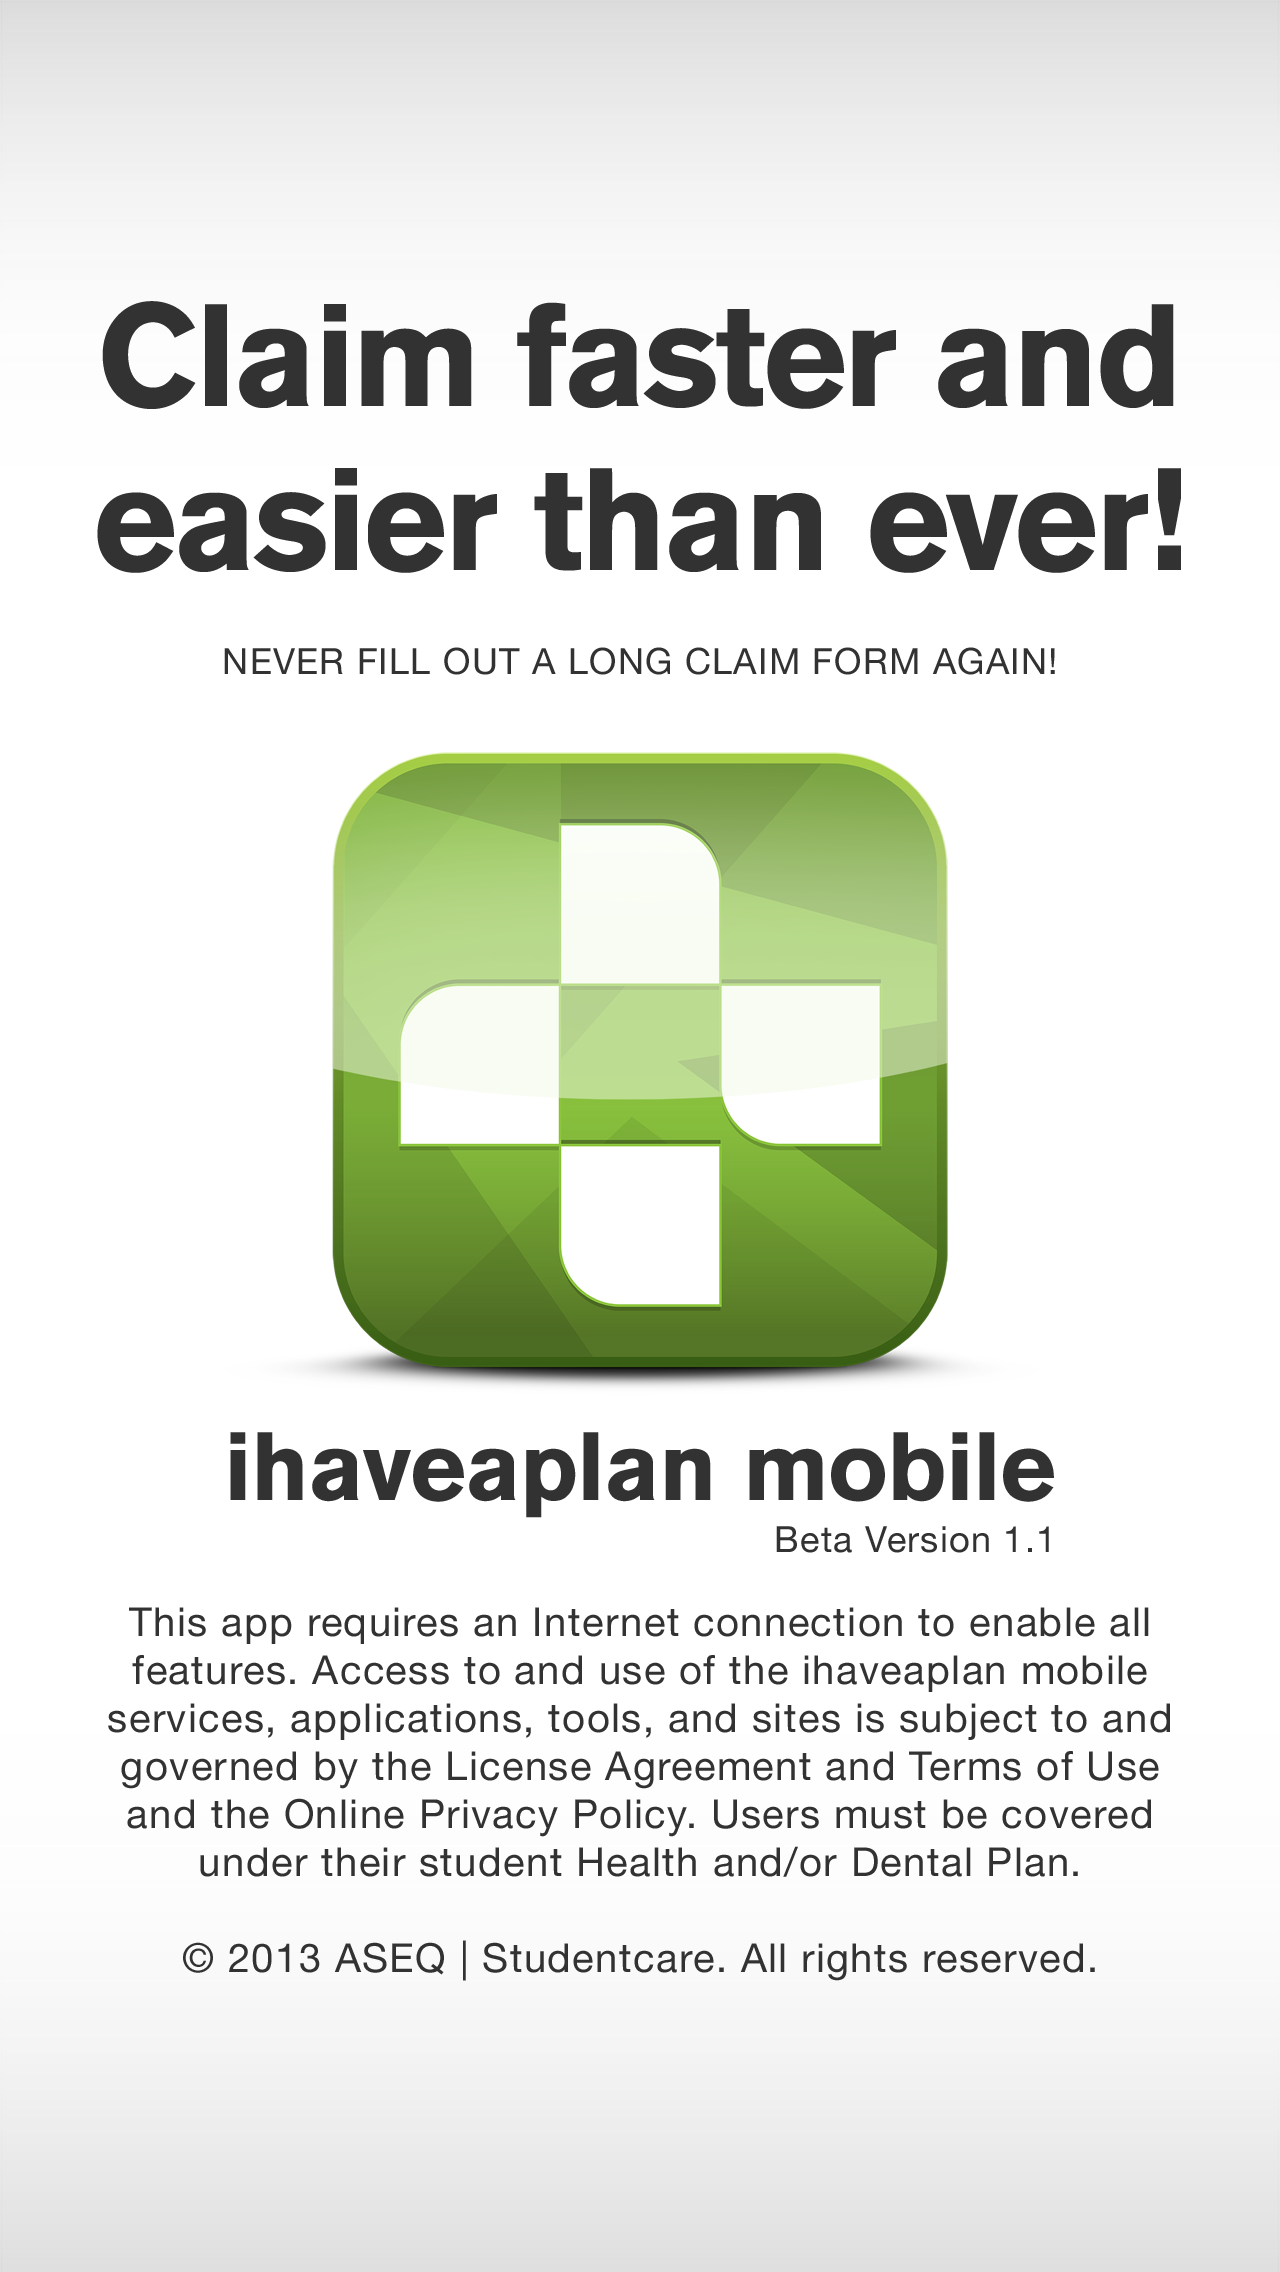 Claim faster and
easier than ever!
NEVER FILL OUT A LONG CLAIM FORM AGAIN!
ihaveaplan mobile
Beta Version 1.1
This app requires an Internet connection to enable all
features. Access to and use of the ihaveaplan mobile
services, applications, tools, and sites is subject to and
governed by the License Agreement and Terms of Use
and the Online Privacy Policy. Users must be covered
under their student Health and/or Dental Plan.
© 2013 ASEQ | Studentcare. All rights reserved.